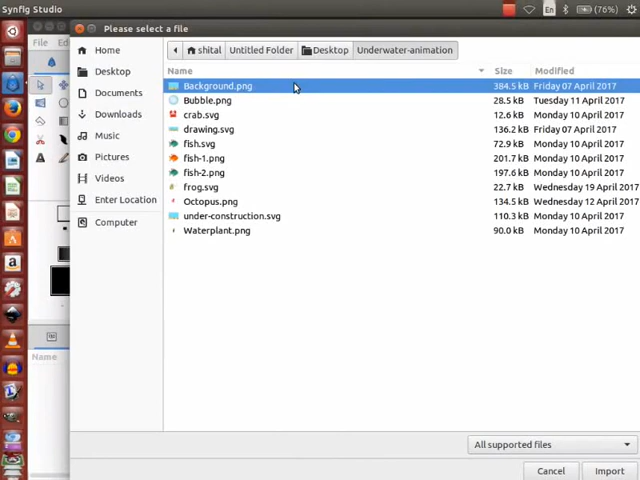 Synfig Studio En (76%)
Please select a file
File E
Home
Desktop
Documents
Downloads
Music
Pictures
Videos
Enter Location
Computer
Name
shital Untitled Folder Desktop Underwater-animation
Name Size Modified
Background.png 384.5 kB Friday 07 April 2017
Bubble.png 28.5 kB Tuesday 11 April 2017
crab.svg 12.6 kB Monday 10 April 2017
drawing.svg 136.2 kB Friday 07 April 2017
fish.svg 72.9 kB Monday 10 April 2017
fish-1.png 201.7 kB Monday 10 April 2017
fish-2.png 197.6 kB Monday 10 April 2017
frog.svg 22.7 kB Wednesday 19 April 2017
Octopus.png 134.5 kB Wednesday 12 April 2017
under-construction.svg 110.3 kB Monday 10 April 2017
Waterplant.png 90.0 kB Monday 10 April 2017
All supported files
Cancel Import